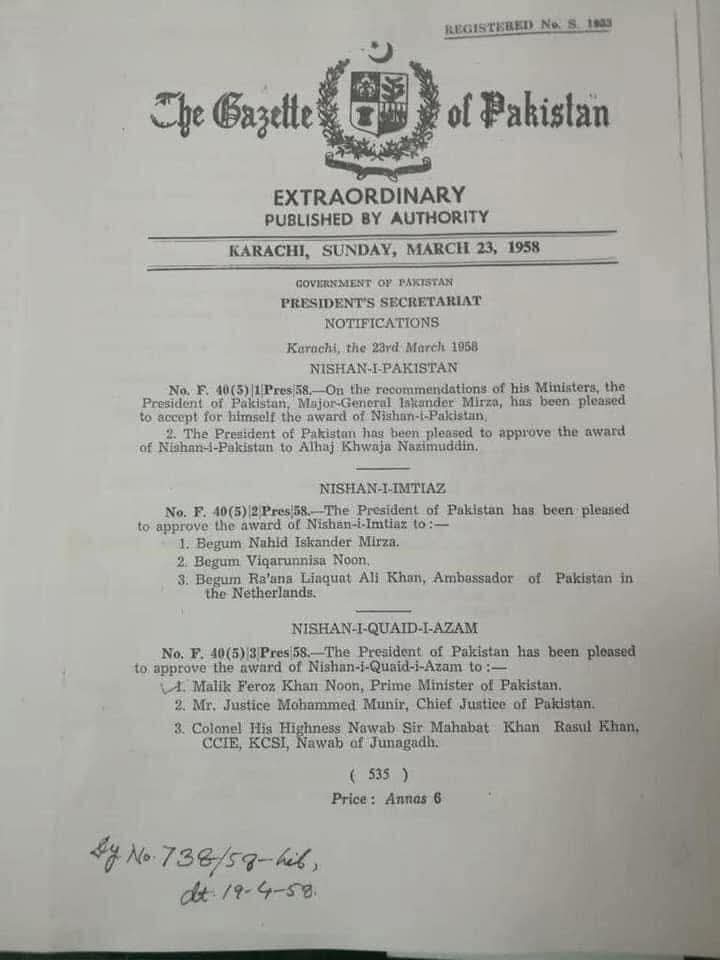 REGISTERED No. S. 1033
The Gazette of Pakistan
EXTRAORDINARY
PUBLISHED BY AUTHORITY
KARACHI, SUNDAY, MARCH 23, 1958
GOVERNMENT OF PAKISTAN
PRESIDENT'S SECRETARIAT
NOTIFICATIONS
Karachi, the 23rd March 1958
NISHAN-I-PAKISTAN
No. F. 40(5)|1|Pres|58.—On the recommendations of his Ministers, the
President of Pakistan, Major-General Iskander Mirza, has been pleased
to accept for himself the award of Nishan-i-Pakistan.
2. The President of Pakistan has been pleased to approve the award
of Nishan-i-Pakistan to Alhaj Khwaja Nazimuddin.
NISHAN-I-IMTIAZ
No. F. 40(5)|2|Pres|58.—The President of Pakistan has been pleased
to approve the award of Nishan-i-Imtiaz to :—
1. Begum Nahid Iskander Mirza.
2. Begum Viqarunnisa Noon.
3. Begum Ra'ana Liaquat Ali Khan, Ambassador of Pakistan in
the Netherlands.
NISHAN-I-QUAID-I-AZAM
No. F. 40(5)|3|Pres|58.—The President of Pakistan has been pleased
to approve the award of Nishan-i-Quaid-i-Azam to :—
1. Malik Feroz Khan Noon, Prime Minister of Pakistan.
2. Mr. Justice Mohammed Munir, Chief Justice of Pakistan.
3. Colonel His Highness Nawab Sir Mahabat Khan Rasul Khan,
CCIE, KCSI, Nawab of Junagadh.
( 535 )
Price : Annas 6
Dy No. 738/58-lib,
dt. 19-4-58.